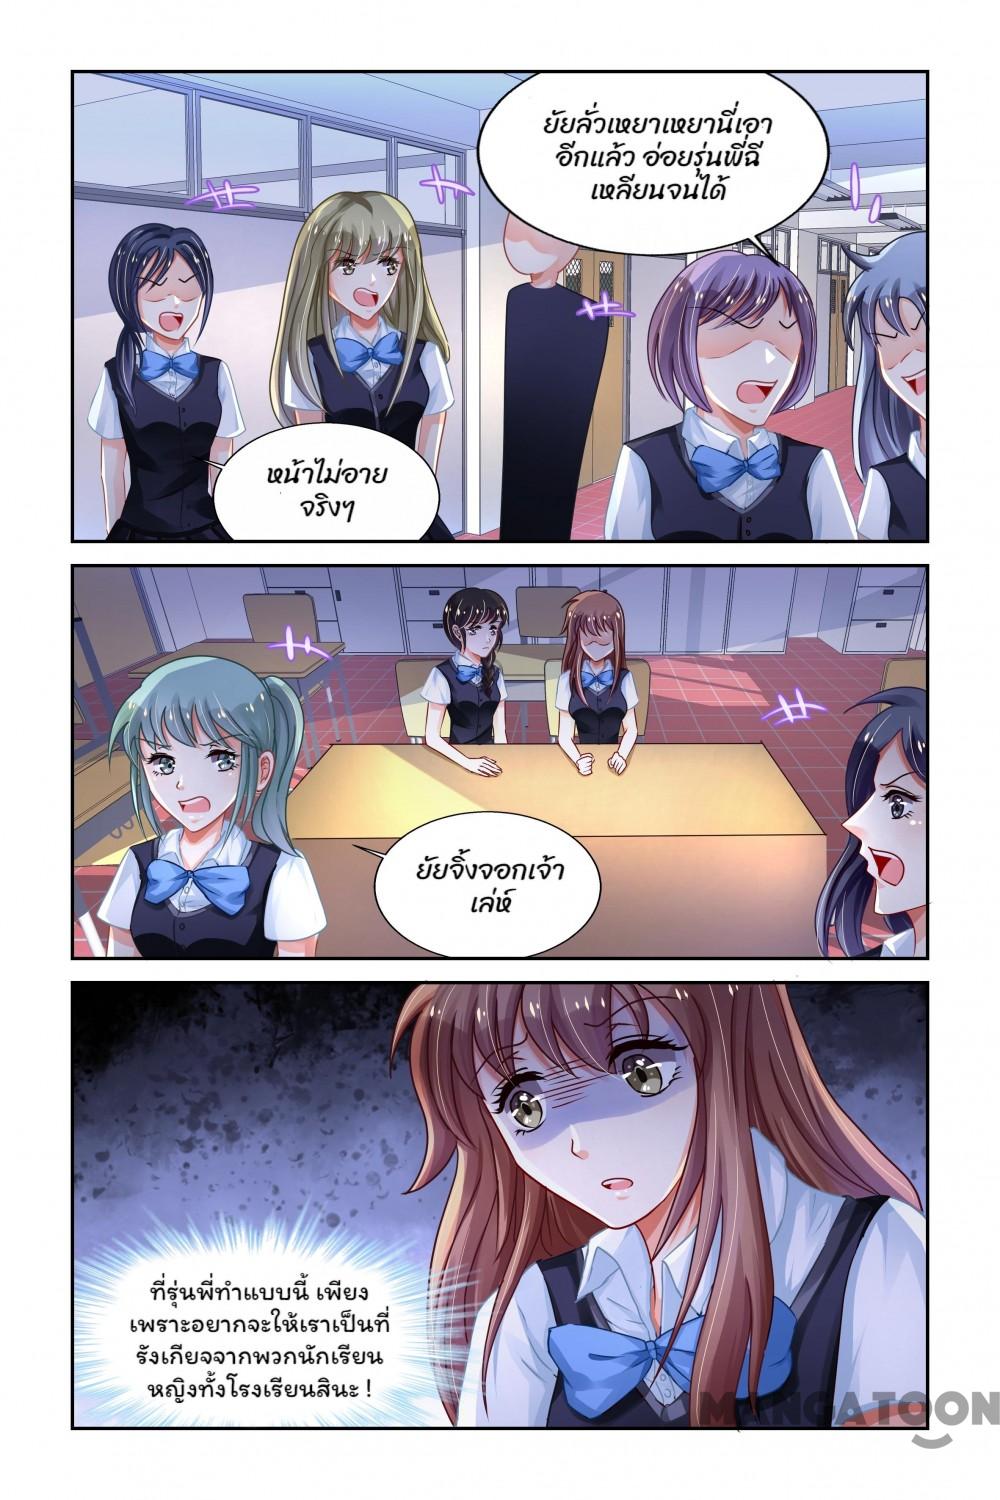 ยัยลั่วเหยาเหยานี่เอา
อีกแล้ว อ่อยรุ่นพี่ฉี
เหลียนจนได้
หน้าไม่อาย
จริงๆ
ยัยจิ้งจอกเจ้า
เล่ห์
ที่รุ่นพี่ทำแบบนี้ เพียง
เพราะอยากจะให้เราเป็นที่
รังเกียจจากพวกนักเรียน
หญิงทั้งโรงเรียนสินะ !
MANGATOON